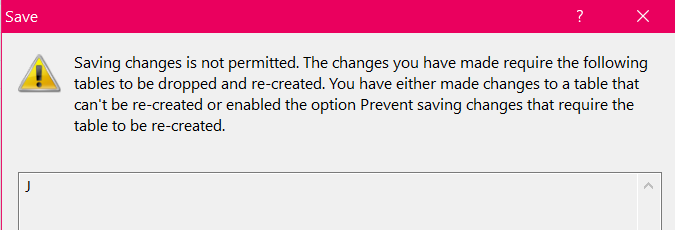 Save
?
Saving changes is not permitted. The changes you have made require the following
tables to be dropped and re-created. You have either made changes to a table that
can't be re-created or enabled the option Prevent saving changes that require the
table to be re-created.
J